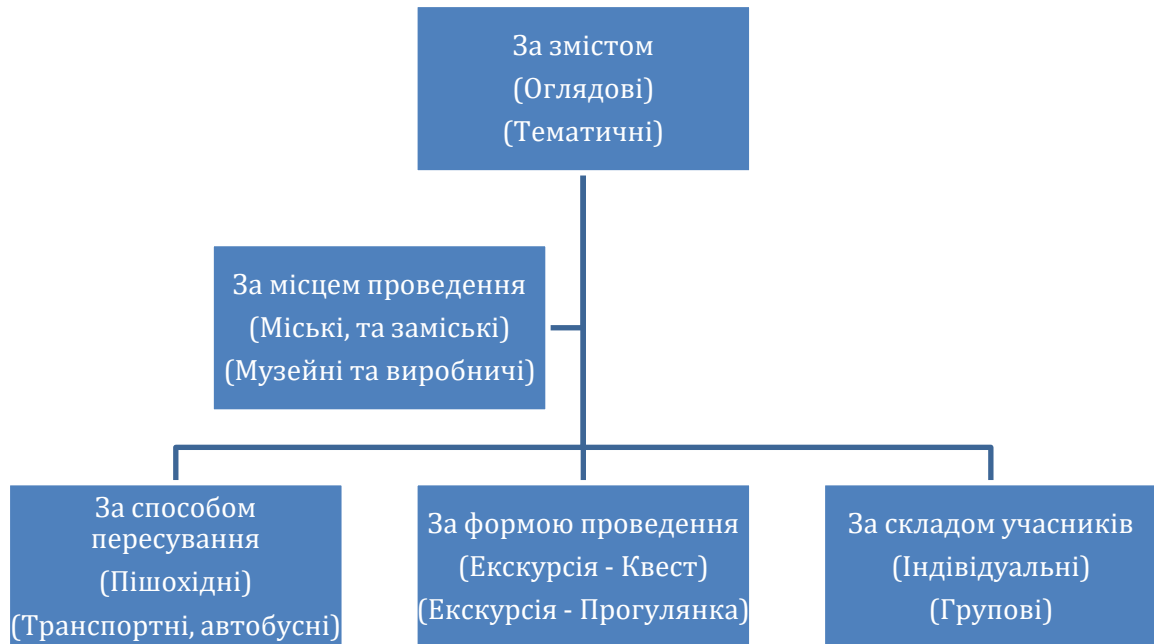 За змістом
(Оглядові)
(Тематичні)
За місцем проведення
(Міські, та заміські)
(Музейні та виробничі)
За способом
пересування
(Пішохідні)
(Транспортні, автобусні)
За формою проведення
(Екскурсія - Квест)
(Екскурсія - Прогулянка)
За складом учасників
(Індівідуальні)
(Групові)